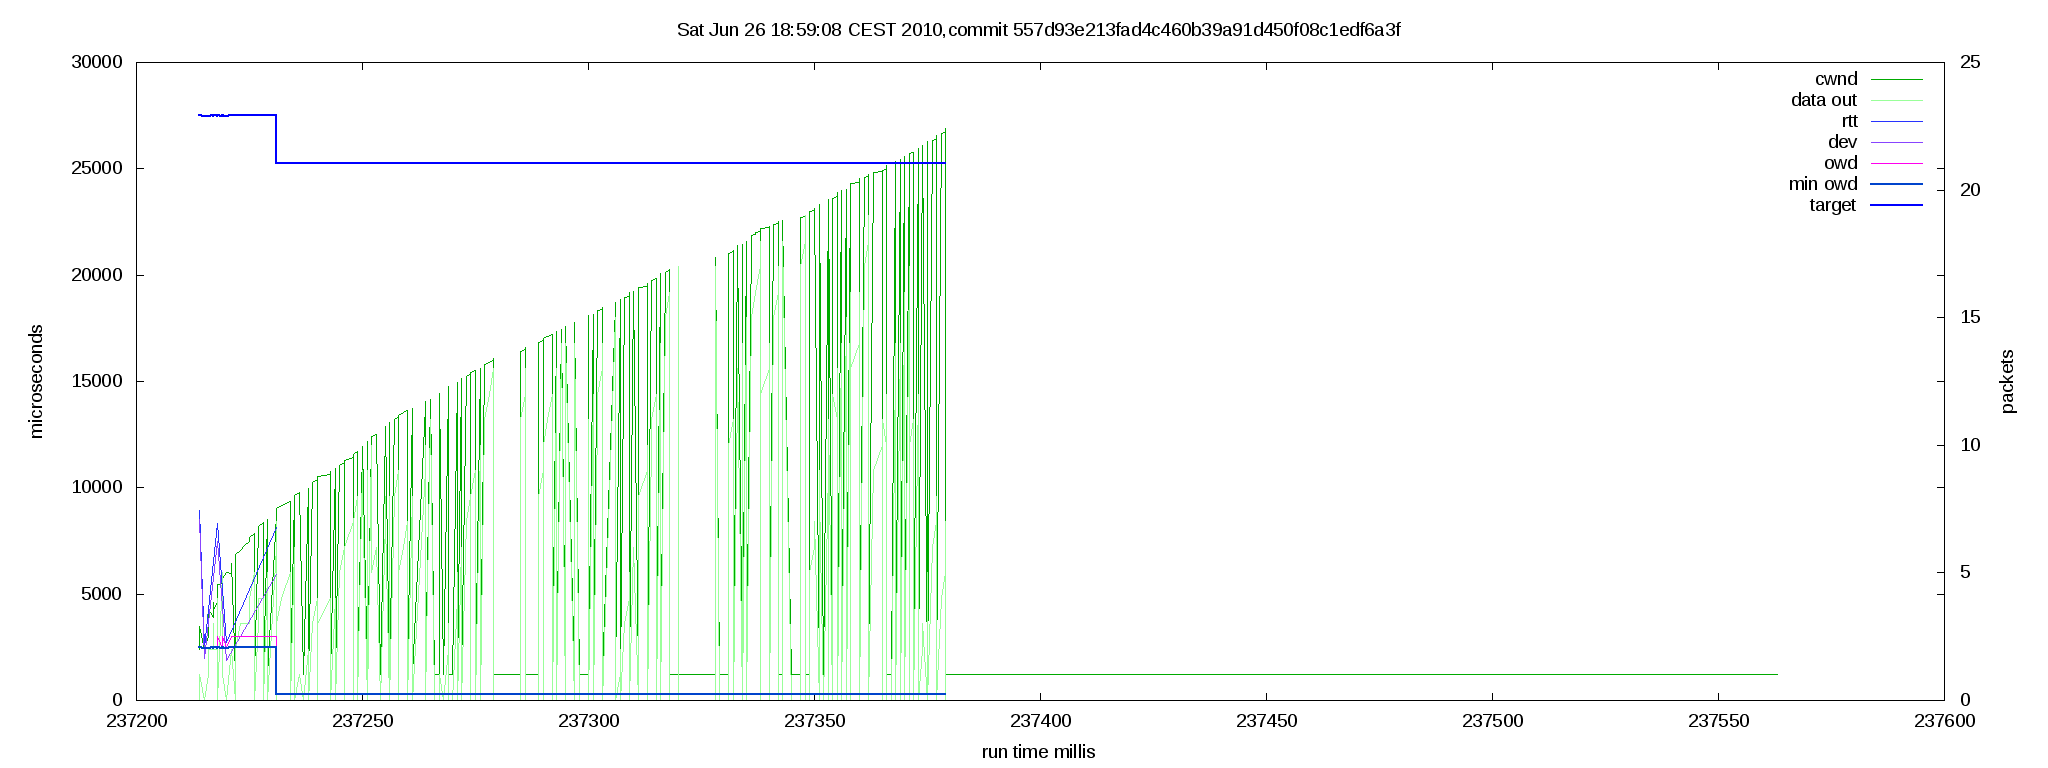 Sat Jun 26 18:59:08 CEST 2010,commit 557d93e213fad4c460b39a91d450f08c1edf6a3f
30000
25000
20000
15000
10000
5000
0
microseconds
25
20
15
10
5
0
packets
cwnd
data out
rtt
dev
owd
min owd
target
237200
237250
237300
237350
237400
237450
237500
237550
237600
run time millis